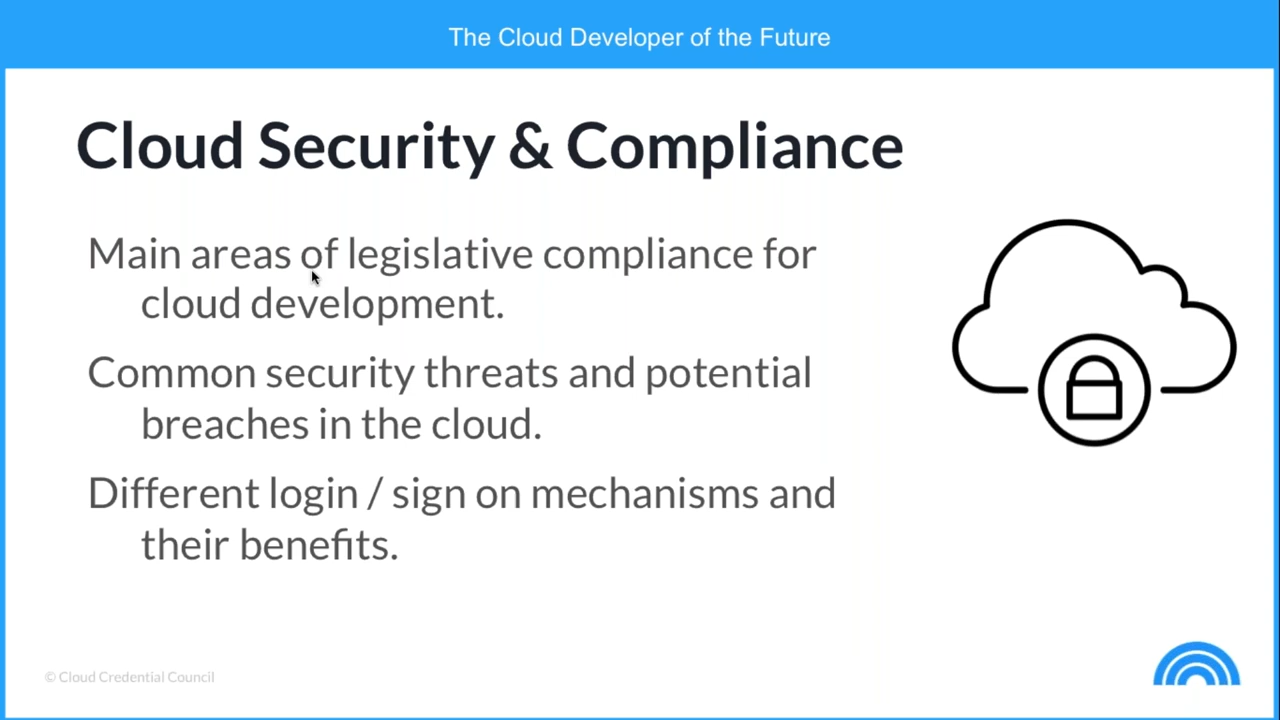 The Cloud Developer of the Future
Cloud Security & Compliance
Main areas of legislative compliance for
cloud development.
Common security threats and potential
breaches in the cloud.
Different login / sign on mechanisms and
their benefits.
© Cloud Credential Council